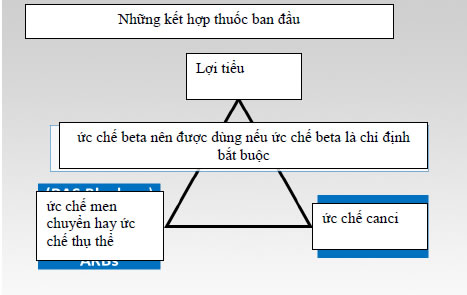 Những kết hợp thuốc ban đầu
Lợi tiểu
ức chế beta nên được dùng nếu ức chế beta là chỉ định
bắt buộc
ức chế men
chuyển hay ức
chế thụ thể
ức chế canci
ARBs